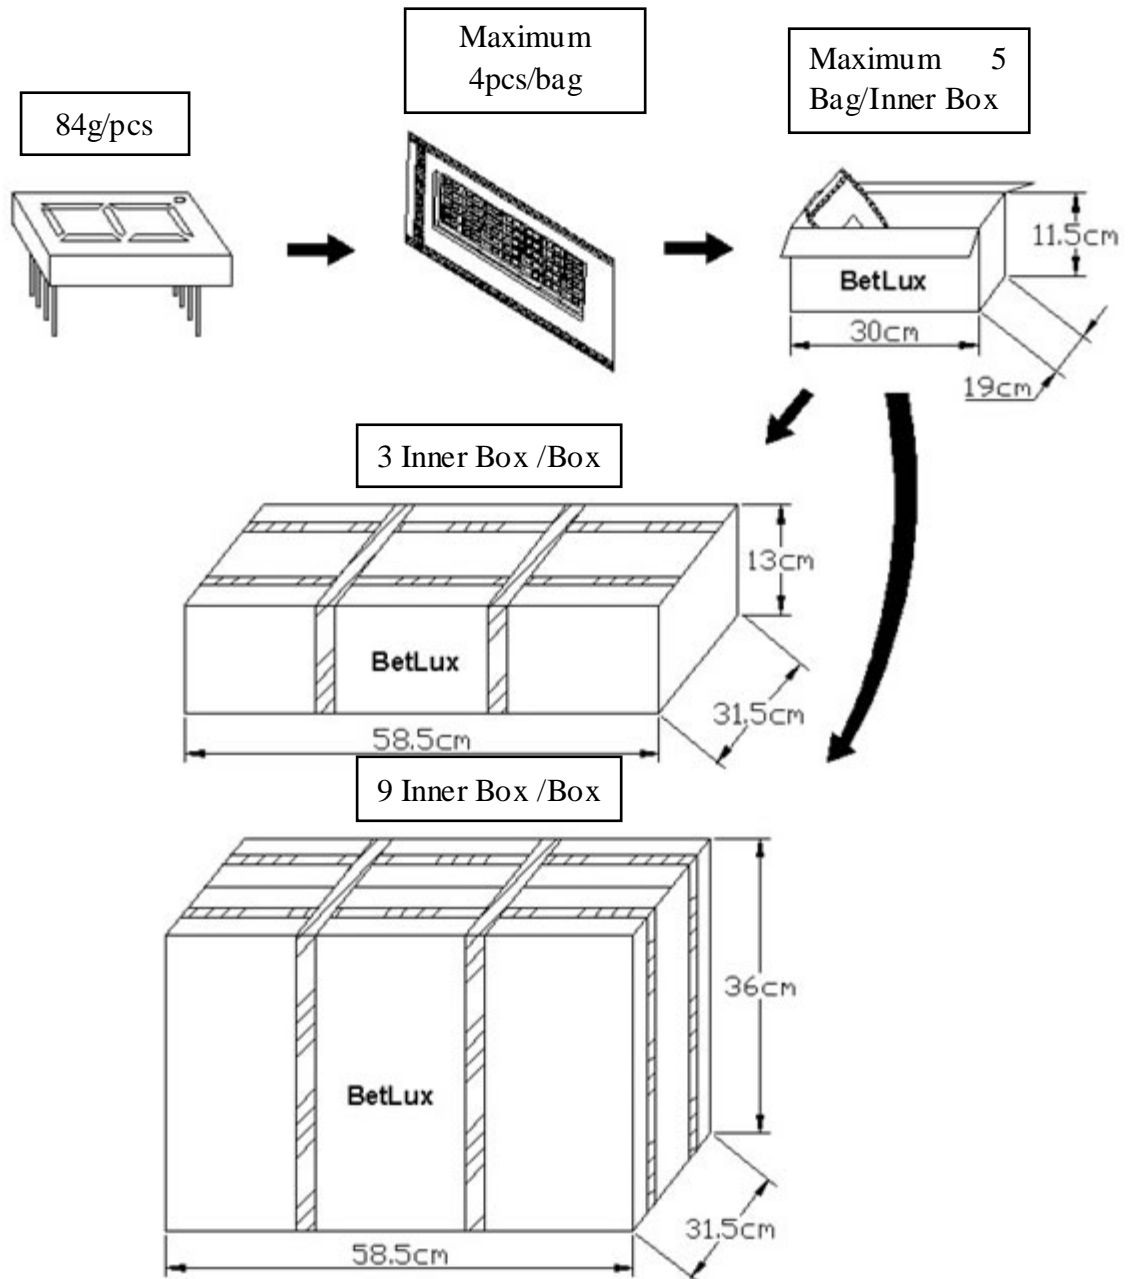 84g/pcs
Maximum
4pcs/bag
Maximum 5
Bag/Inner Box
11.5cm
BetLux
30cm
19cm
3 Inner Box /Box
13cm
BetLux
31.5cm
58.5cm
9 Inner Box /Box
36cm
BetLux
31.5cm
58.5cm